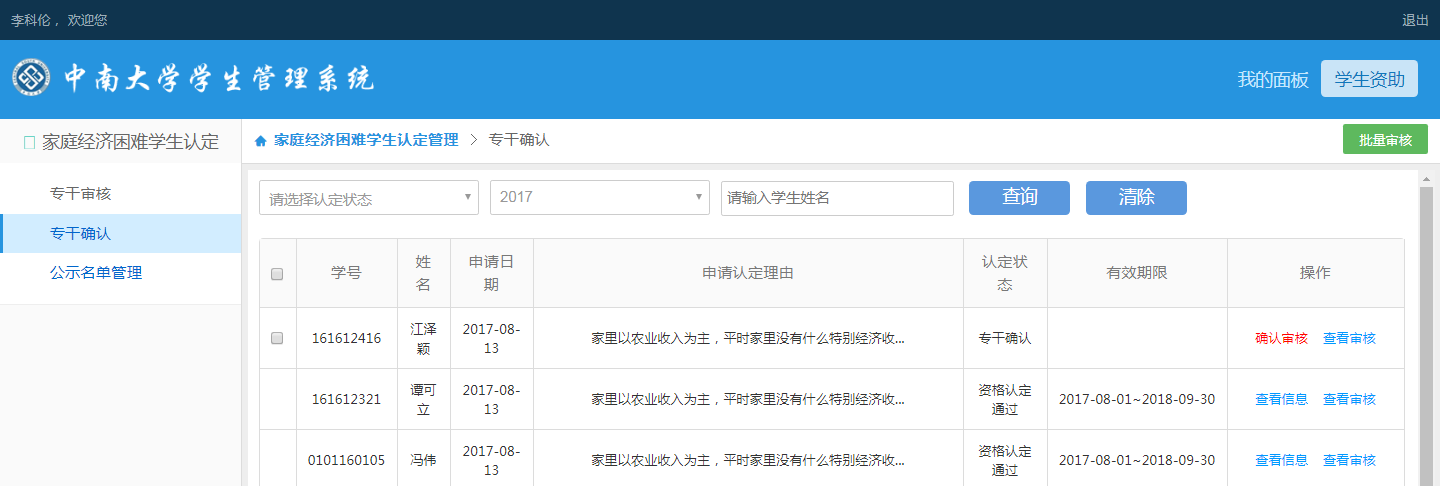 李科伦， 欢迎您
退出
中南大学学生管理系统
我的面板 学生资助
家庭经济困难学生认定
家庭经济困难学生认定管理 > 专干确认
批量审核
专干审核
专干确认
公示名单管理
请选择认定状态 2017 请输入学生姓名 查询 清除
学号 姓名 申请日期 申请认定理由 认定状态 有效期限 操作
161612416 江泽颖 2017-08-13 家里以农业收入为主，平时家里没有什么特别经济收... 专干确认 确认审核 查看审核
161612321 谭可立 2017-08-13 家里以农业收入为主，平时家里没有什么特别经济收... 资格认定通过 2017-08-01~2018-09-30 查看信息 查看审核
0101160105 冯伟 2017-08-13 家里以农业收入为主，平时家里没有什么特别经济收... 资格认定通过 2017-08-01~2018-09-30 查看信息 查看审核